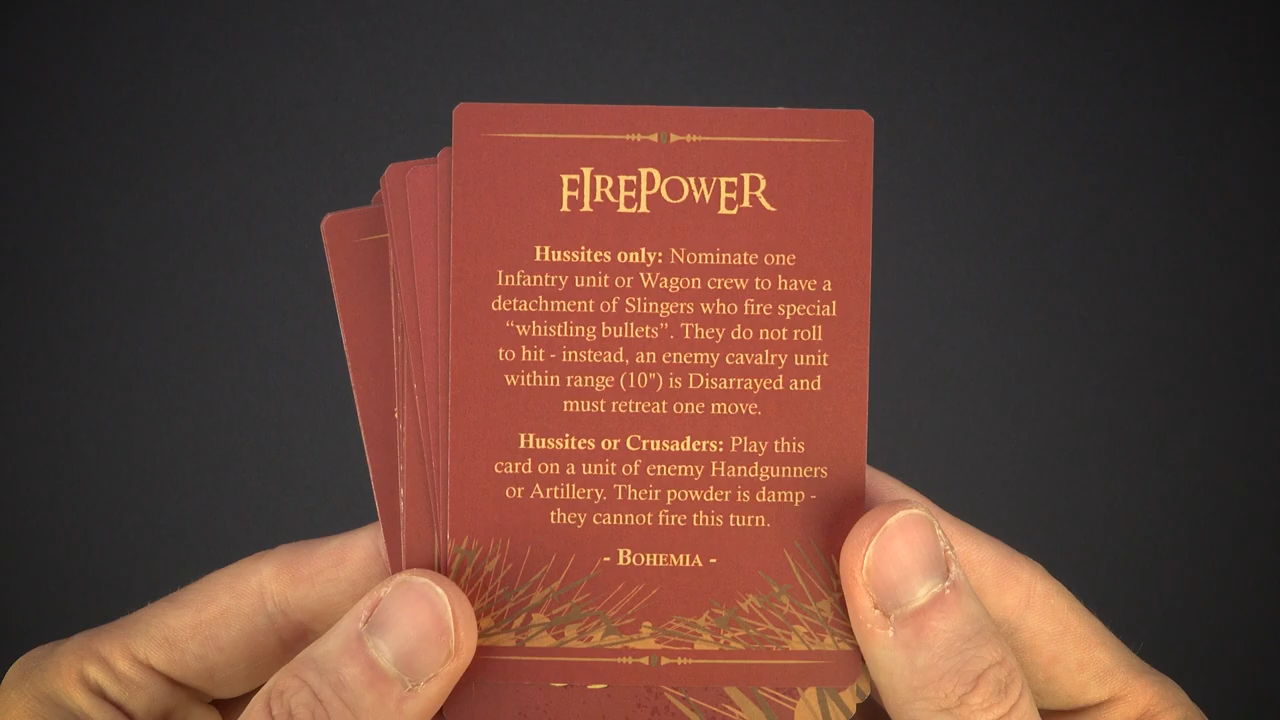 FIREPOWER
Hussites only: Nominate one
Infantry unit or Wagon crew to have a
detachment of Slingers who fire special
“whistling bullets”. They do not roll
to hit - instead, an enemy cavalry unit
within range (10") is Disarrayed and
must retreat one move.
Hussites or Crusaders: Play this
card on a unit of enemy Handgunners
or Artillery. Their powder is damp -
they cannot fire this turn.
- BOHEMIA -